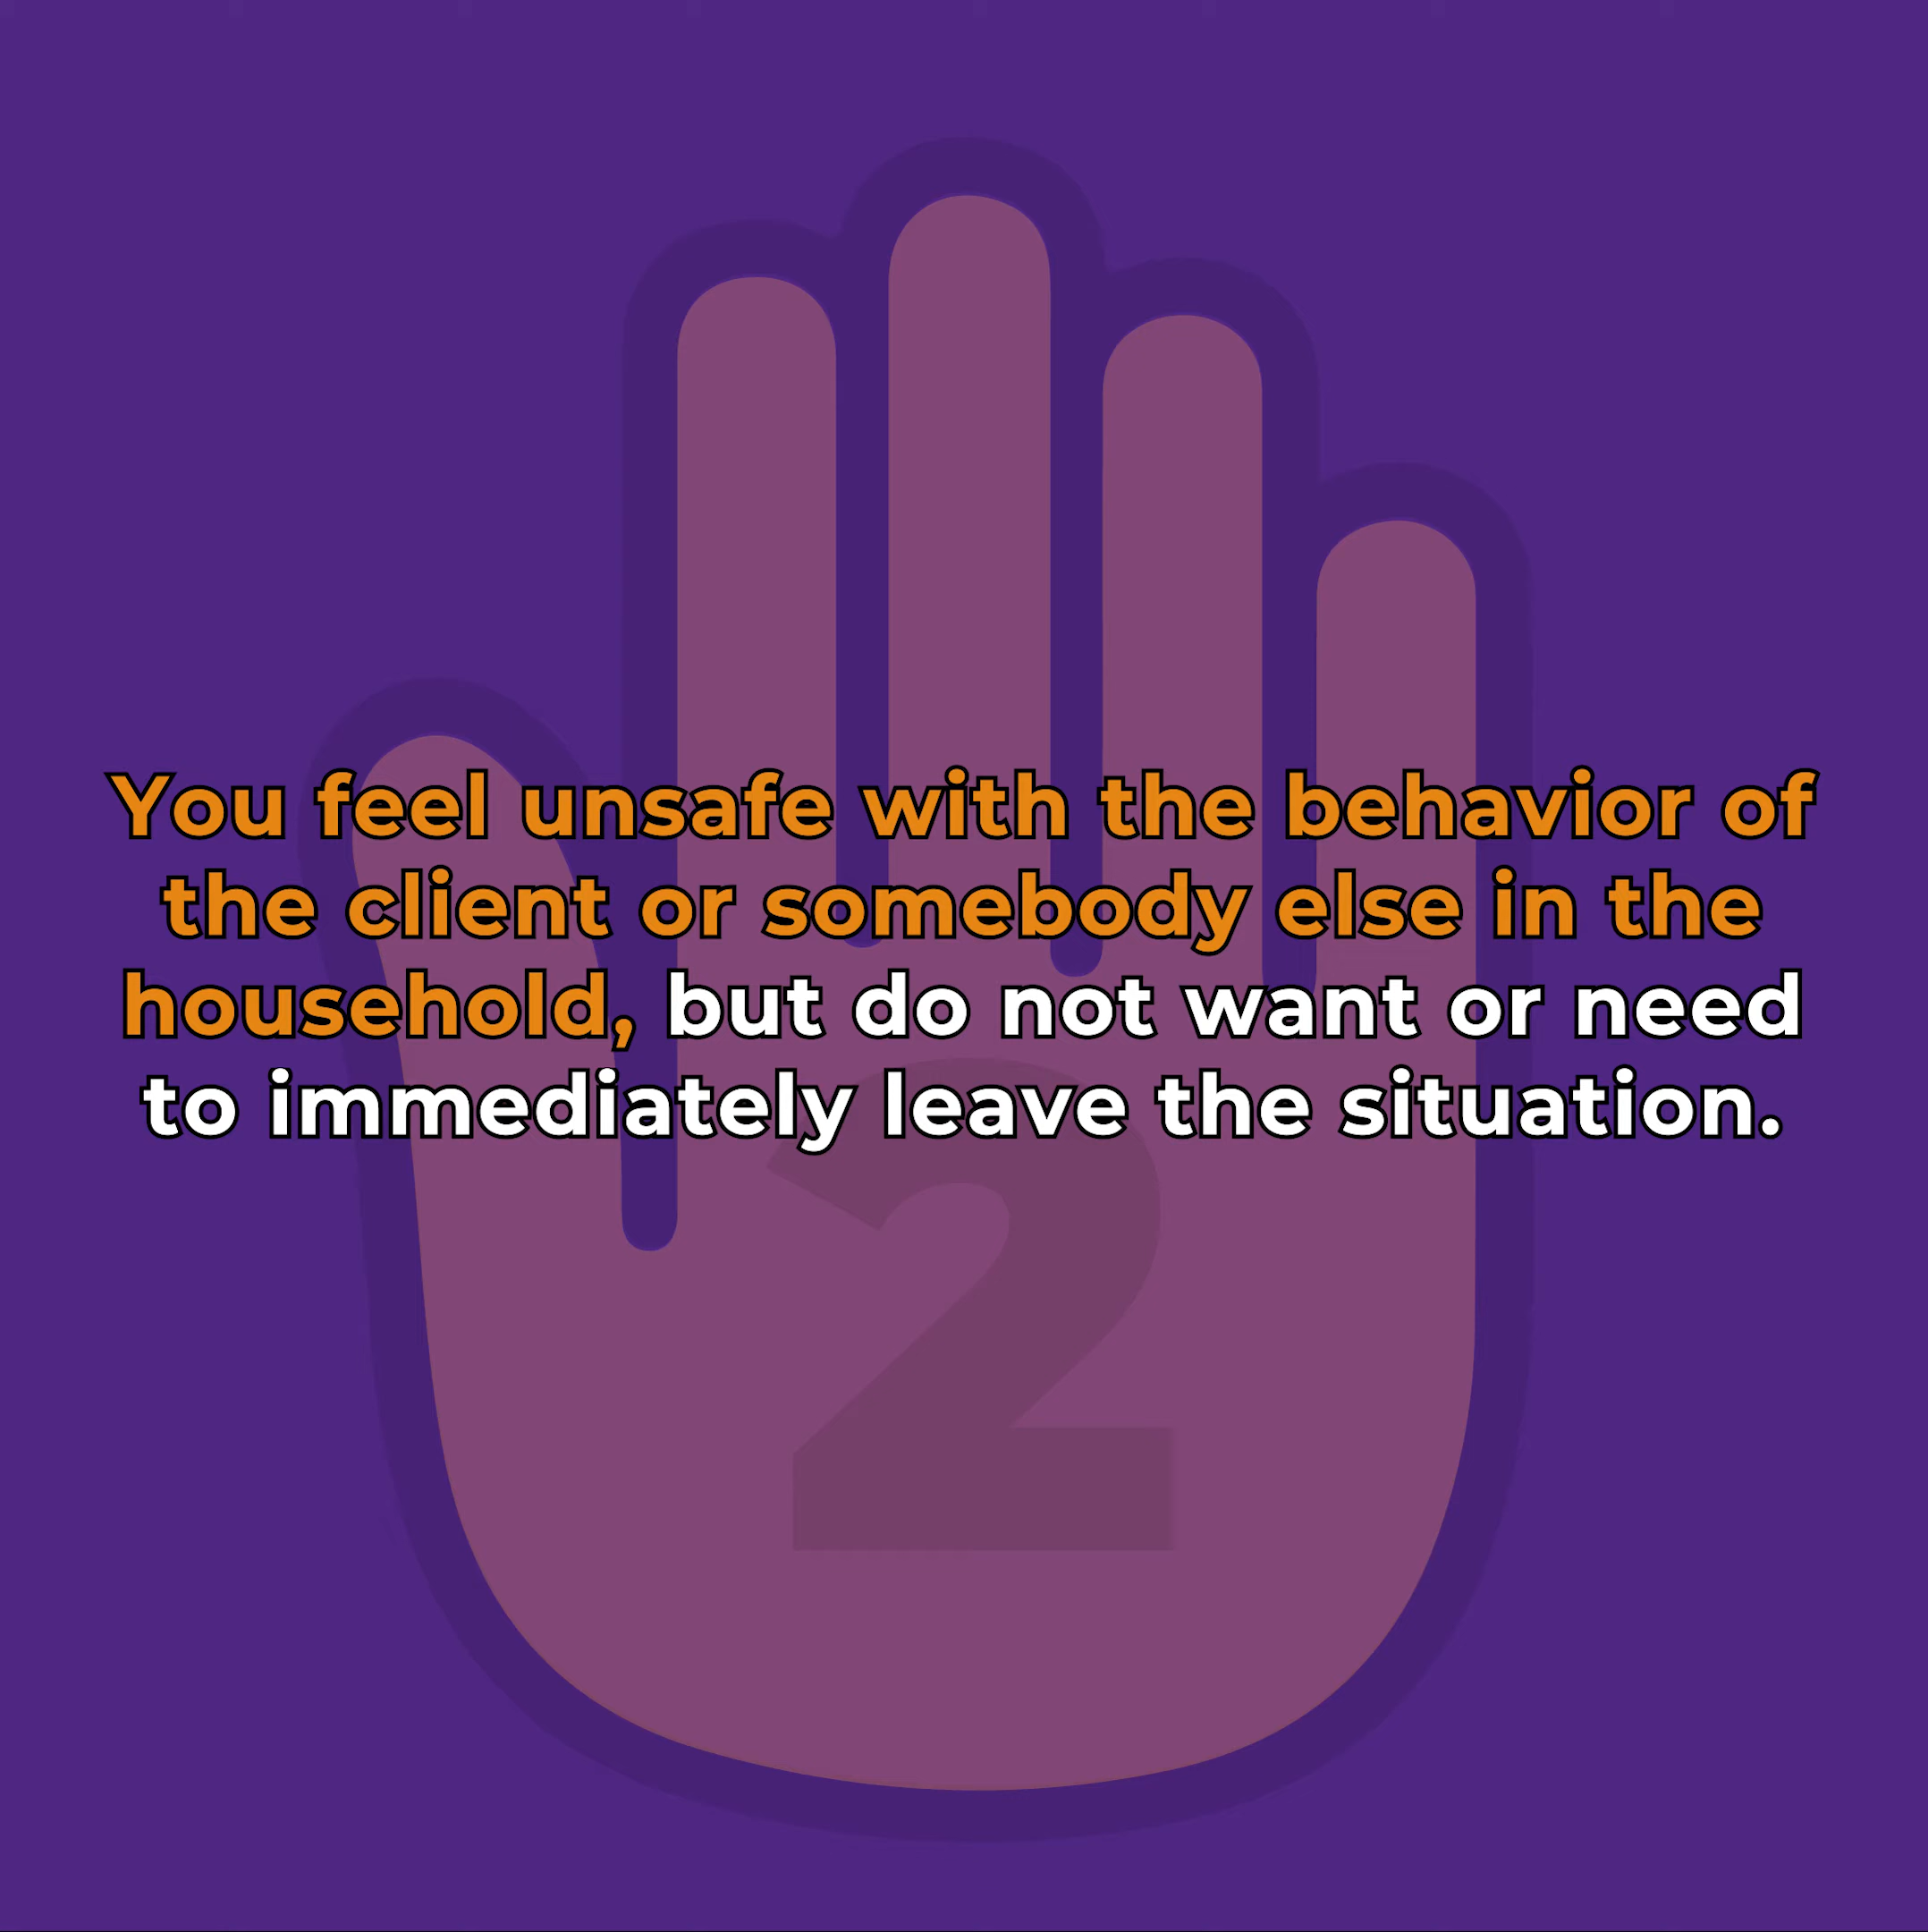 You feel unsafe with the behavior of
the client or somebody else in the
household, but do not want or need
to immediately leave the situation.
2